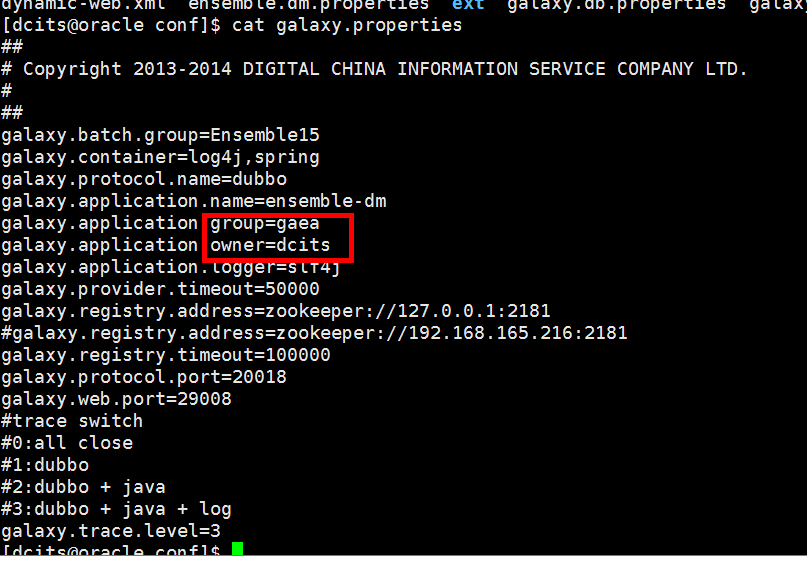 dynamic-web.xml  ensemble.dm.properties  ext  galaxy.db.properties  galaxy
[dcits@oracle conf]$ cat galaxy.properties
##
# Copyright 2013-2014 DIGITAL CHINA INFORMATION SERVICE COMPANY LTD.
#
##
galaxy.batch.group=Ensemble15
galaxy.container=log4j,spring
galaxy.protocol.name=dubbo
galaxy.application.name=ensemble-dm
galaxy.application group=gaea
galaxy.application owner=dcits
galaxy.application.logger=slf4j
galaxy.provider.timeout=50000
galaxy.registry.address=zookeeper://127.0.0.1:2181
#galaxy.registry.address=zookeeper://192.168.165.216:2181
galaxy.registry.timeout=100000
galaxy.protocol.port=20018
galaxy.web.port=29008
#trace switch
#0:all close
#1:dubbo
#2:dubbo + java
#3:dubbo + java + log
galaxy.trace.level=3
[dcits@oracle conf]$